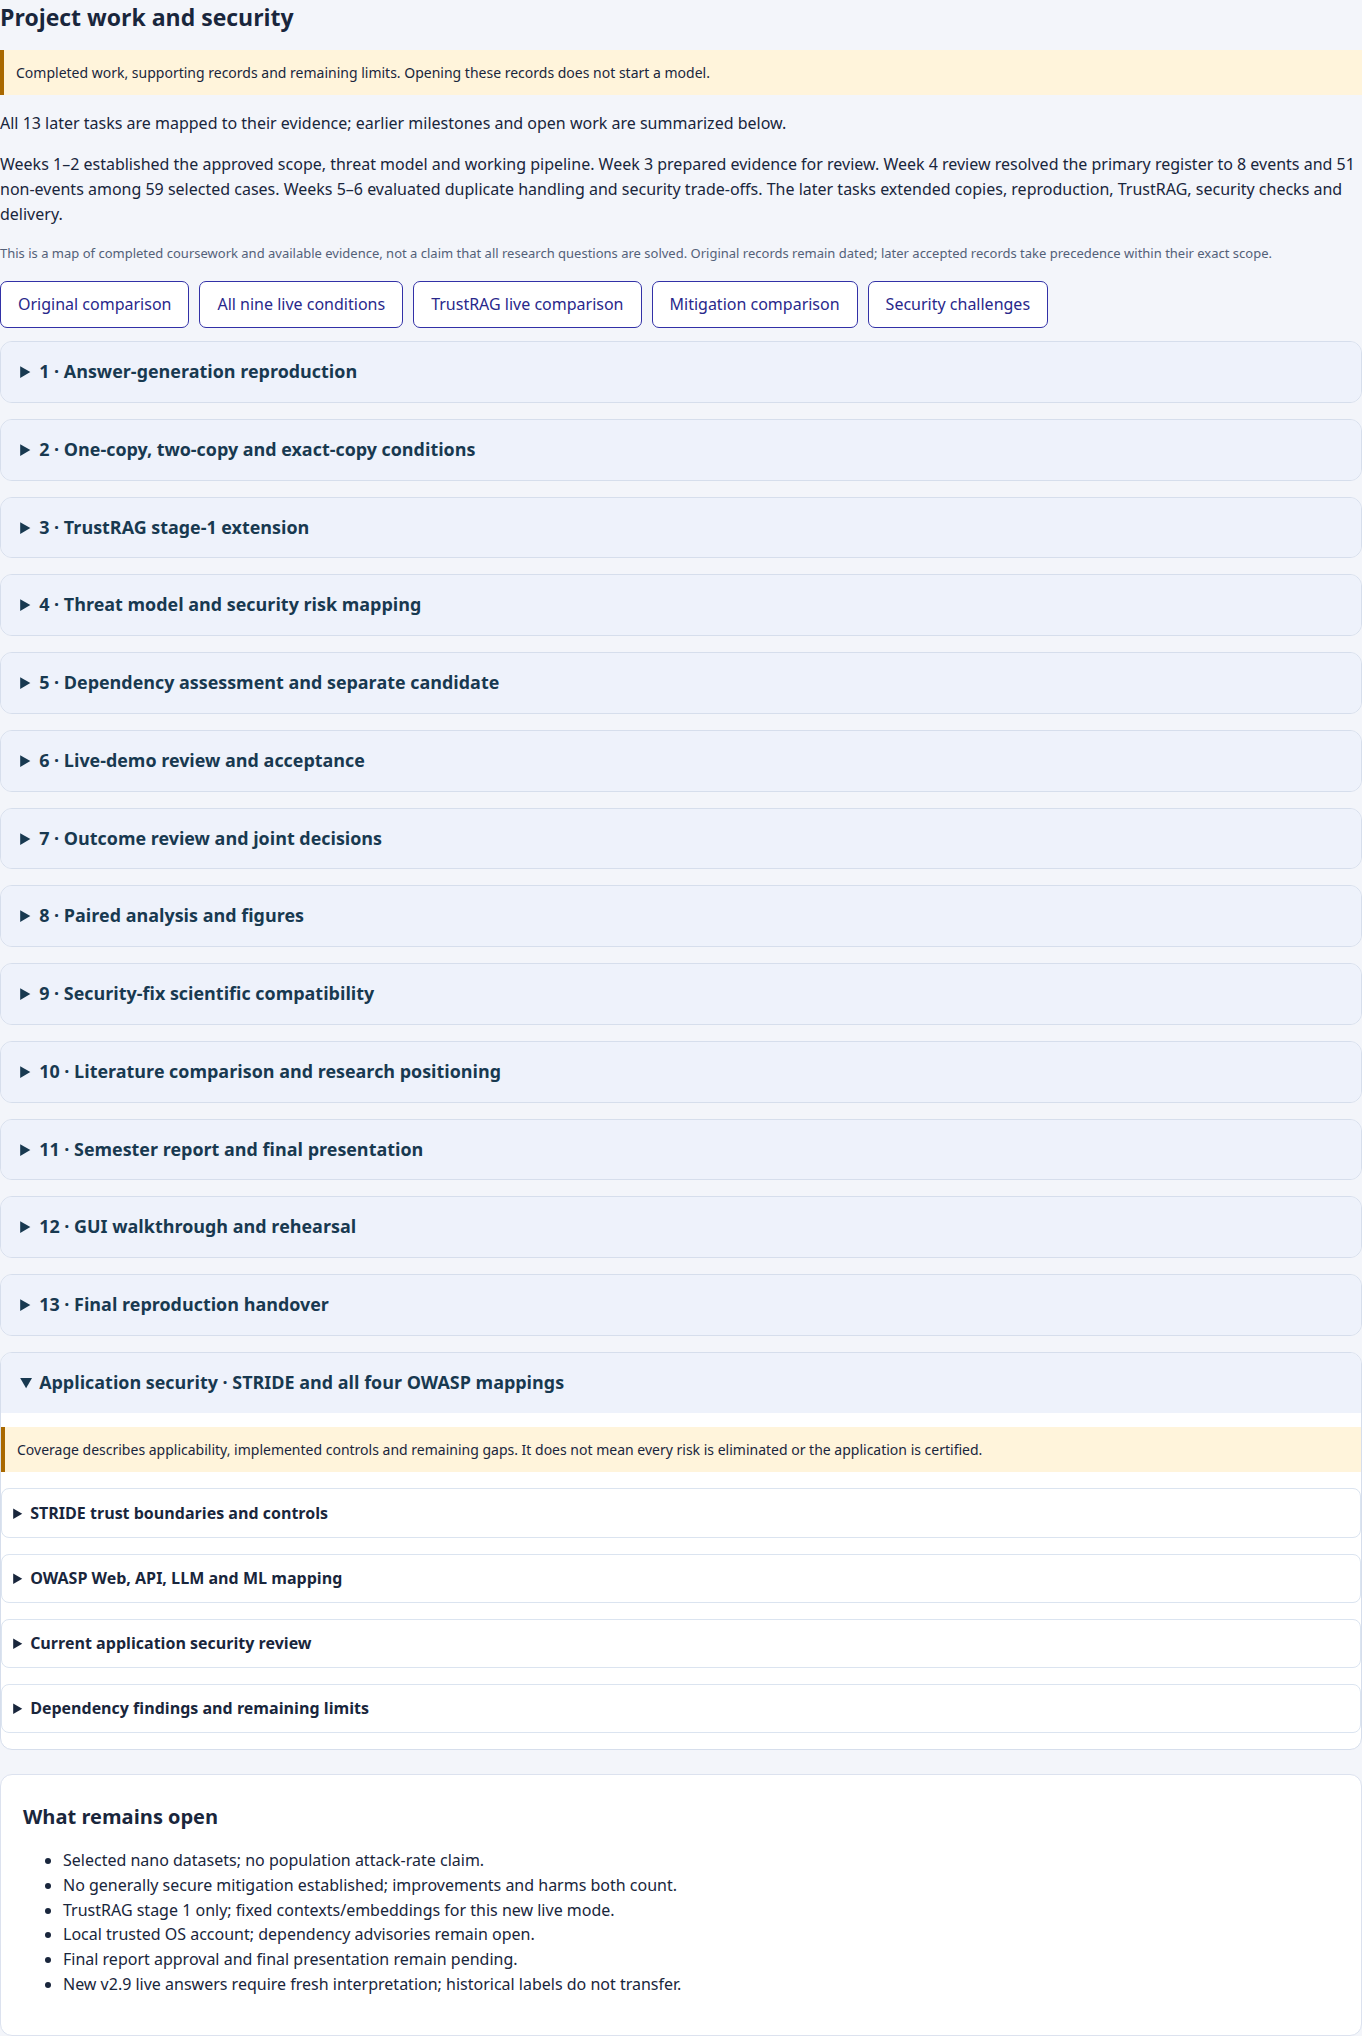 Project work and security
Completed work, supporting records and remaining limits. Opening these records does not start a model.
All 13 later tasks are mapped to their evidence; earlier milestones and open work are summarized below.
Weeks 1–2 established the approved scope, threat model and working pipeline. Week 3 prepared evidence for review. Week 4 review resolved the primary register to 8 events and 51
non-events among 59 selected cases. Weeks 5–6 evaluated duplicate handling and security trade-offs. The later tasks extended copies, reproduction, TrustRAG, security checks and
delivery.
This is a map of completed coursework and available evidence, not a claim that all research questions are solved. Original records remain dated; later accepted records take precedence within their exact scope.
Original comparison
All nine live conditions
TrustRAG live comparison
Mitigation comparison
Security challenges
1 · Answer-generation reproduction
2 · One-copy, two-copy and exact-copy conditions
3 · TrustRAG stage-1 extension
4 · Threat model and security risk mapping
5 · Dependency assessment and separate candidate
6 · Live-demo review and acceptance
7 · Outcome review and joint decisions
8 · Paired analysis and figures
9 · Security-fix scientific compatibility
10 · Literature comparison and research positioning
11 · Semester report and final presentation
12 · GUI walkthrough and rehearsal
13 · Final reproduction handover
Application security · STRIDE and all four OWASP mappings
Coverage describes applicability, implemented controls and remaining gaps. It does not mean every risk is eliminated or the application is certified.
STRIDE trust boundaries and controls
OWASP Web, API, LLM and ML mapping
Current application security review
Dependency findings and remaining limits
What remains open
• Selected nano datasets; no population attack-rate claim.
• No generally secure mitigation established; improvements and harms both count.
• TrustRAG stage 1 only; fixed contexts/embeddings for this new live mode.
• Local trusted OS account; dependency advisories remain open.
• Final report approval and final presentation remain pending.
• New v2.9 live answers require fresh interpretation; historical labels do not transfer.